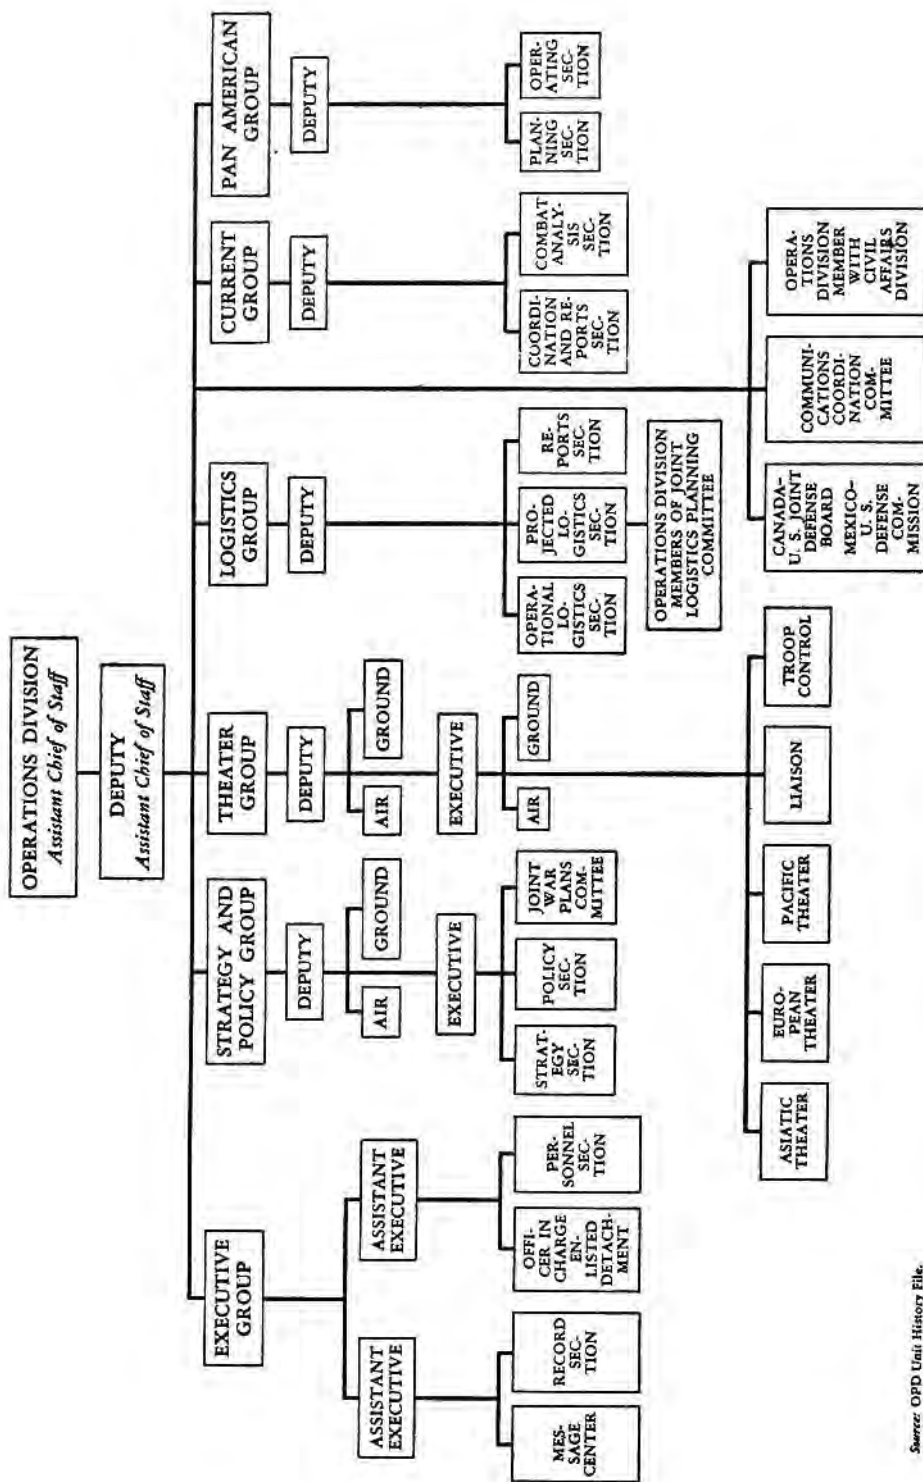 OPERATIONS DIVISION
Assistant Chief of Staff
DEPUTY
Assistant Chief of Staff
EXECUTIVE
GROUP
STRATEGY AND
POLICY GROUP
THEATER
GROUP
LOGISTICS
GROUP
CURRENT
GROUP
PAN AMERICAN
GROUP
ASSISTANT
EXECUTIVE
ASSISTANT
EXECUTIVE
DEPUTY
DEPUTY
DEPUTY
DEPUTY
DEPUTY
AIR
GROUND
AIR
GROUND
EXECUTIVE
EXECUTIVE
MES-
SAGE
CENTER
RECORD
SEC-
TION
OFFI-
CER IN
CHARGE
EN-
LISTED
DETACH-
MENT
PER-
SONNEL
SEC-
TION
STRAT-
EGY
SEC-
TION
POLICY
SEC-
TION
JOINT
WAR
PLANS
COM-
MITTEE
AIR
GROUND
OPERA-
TIONAL
LO-
GISTICS
SEC-
TION
PRO-
JECTED
LO-
GISTICS
SEC-
TION
RE-
PORTS
SEC-
TION
COORDI-
NATION
AND RE-
PORTS
SEC-
TION
COMBAT
ANALY-
SIS
SEC-
TION
PLAN-
NING
SEC-
TION
OPER-
ATING
SEC-
TION
OPERATIONS DIVISION
MEMBERS OF JOINT
LOGISTICS PLANNING
COMMITTEE
ASIATIC
THEATER
EURO-
PEAN
THEATER
PACIFIC
THEATER
LIAISON
TROOP
CONTROL
CANADA–
U. S. JOINT
DEFENSE
BOARD
MEXICO–
U. S.
DEFENSE
COM-
MISSION
COMMUNI-
CATIONS
COORDI-
NATION
COM-
MITTEE
OPERA-
TIONS
DIVISION
MEMBER
WITH
CIVIL
AFFAIRS
DIVISION
Source: OPD Unit History File.